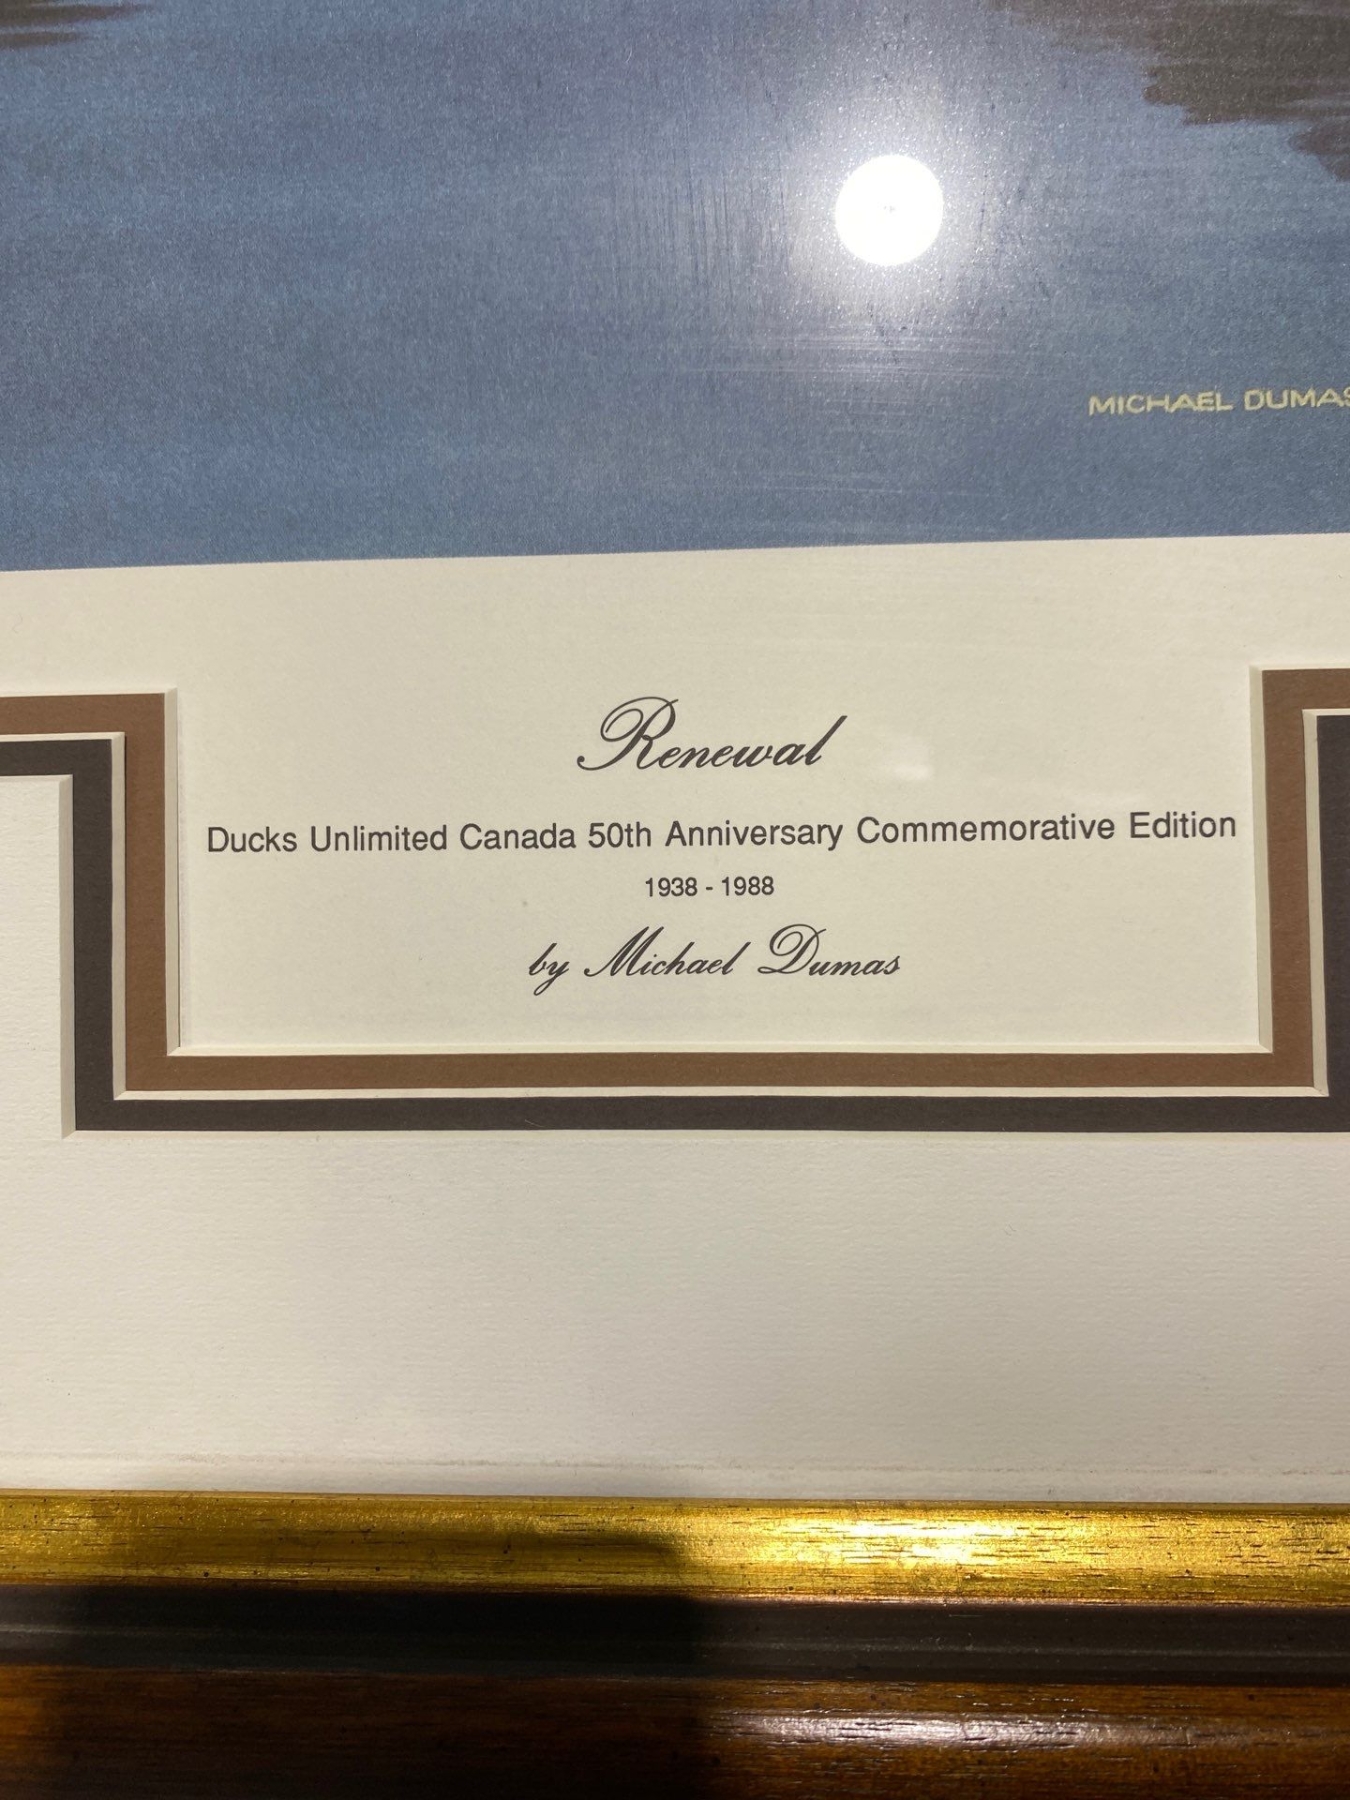 MICHAEL DUMAS
Renewal
Ducks Unlimited Canada 50th Anniversary Commemorative Edition
1938 - 1988
by Michael Dumas